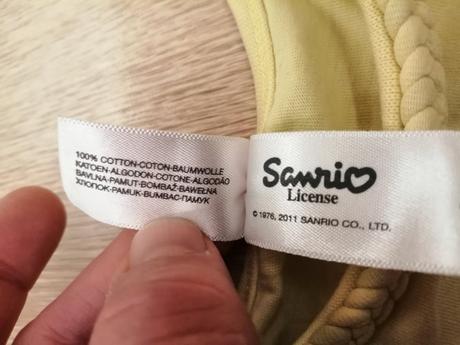 100% COTTON-COTON-BAUMWOLLE
KATOEN-ALGODON-COTONE-ALGODÃO
BAVLNA-PAMUT-BOMBAŽ-BAWEŁNA
ХЛОПОК-PAMUK-BUMBAC-ПАМУК
Sanrio
License
© 1976, 2011 SANRIO CO., LTD.